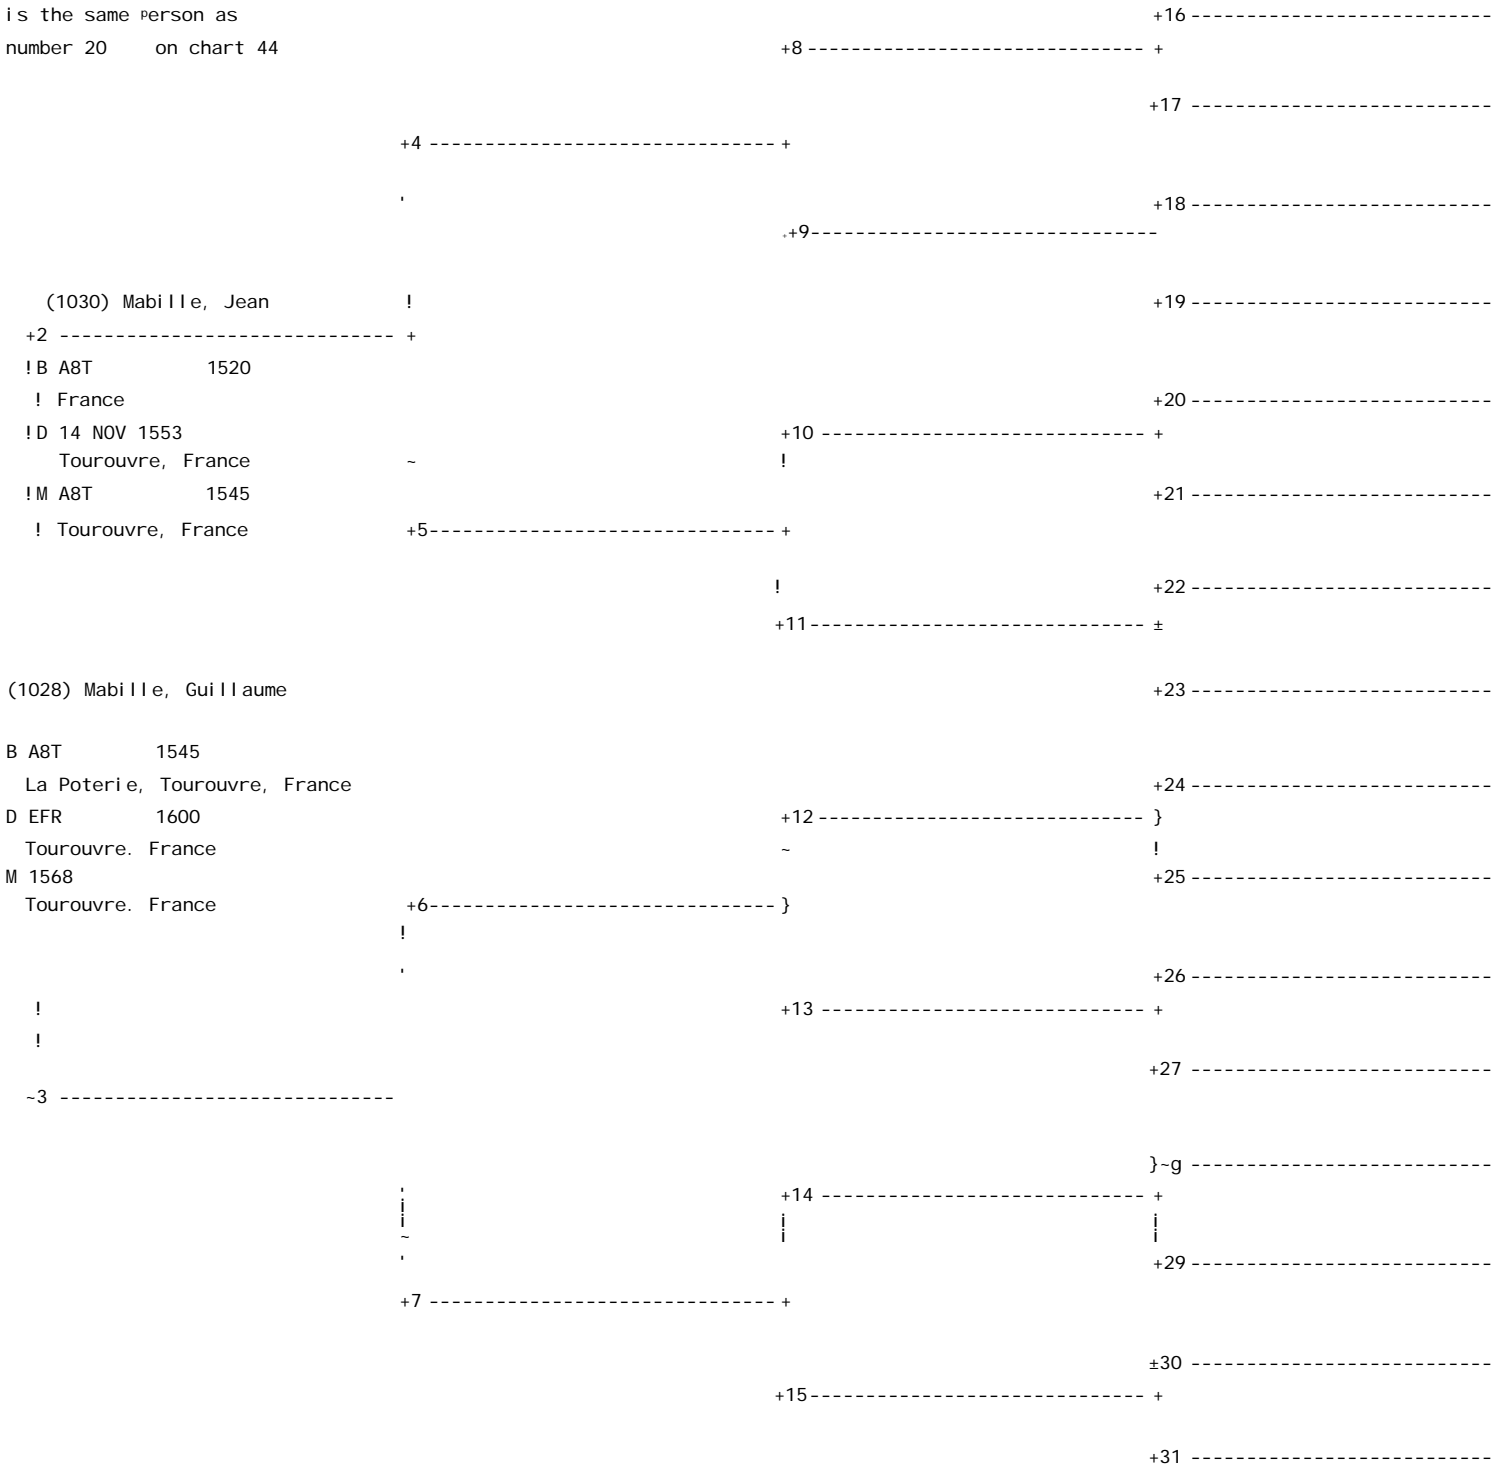 is the same person as
+16 ---------------------------
number 20 on chart 44 +8 ------------------------------ +
+17 ---------------------------
+4 ------------------------------- +
' +18 ---------------------------
+9-------------------------------
(1030) Mabille, Jean ! +19 ---------------------------
+2 ------------------------------ +
!B A8T 1520
! France +20 ---------------------------
!D 14 NOV 1553 +10 ----------------------------- +
Tourouvre, France ~ !
!M A8T 1545 +21 ---------------------------
! Tourouvre, France +5------------------------------- +
! +22 ---------------------------
+11------------------------------ ±
(1028) Mabille, Guillaume +23 ---------------------------
B A8T 1545
La Poterie, Tourouvre, France +24 ---------------------------
D EFR 1600 +12 ----------------------------- }
Tourouvre. France ~ !
M 1568 +25 ---------------------------
Tourouvre. France +6------------------------------- }
!
' +26 ---------------------------
! +13 ----------------------------- +
!
+27 ---------------------------
~3 ------------------------------
}~g ---------------------------
' +14 ----------------------------- +
i
i i i
~ i i
' +29 ---------------------------
+7 ------------------------------- +
±30 ---------------------------
+15------------------------------ +
+31 ---------------------------